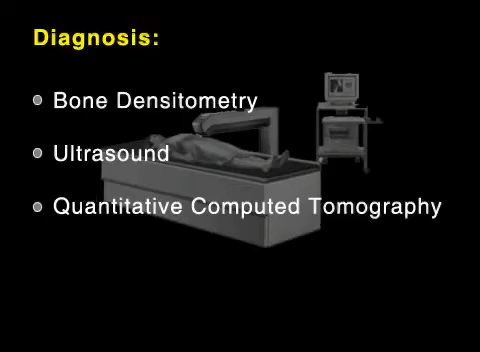 Diagnosis:
Bone Densitometry
Ultrasound
Quantitative Computed Tomography